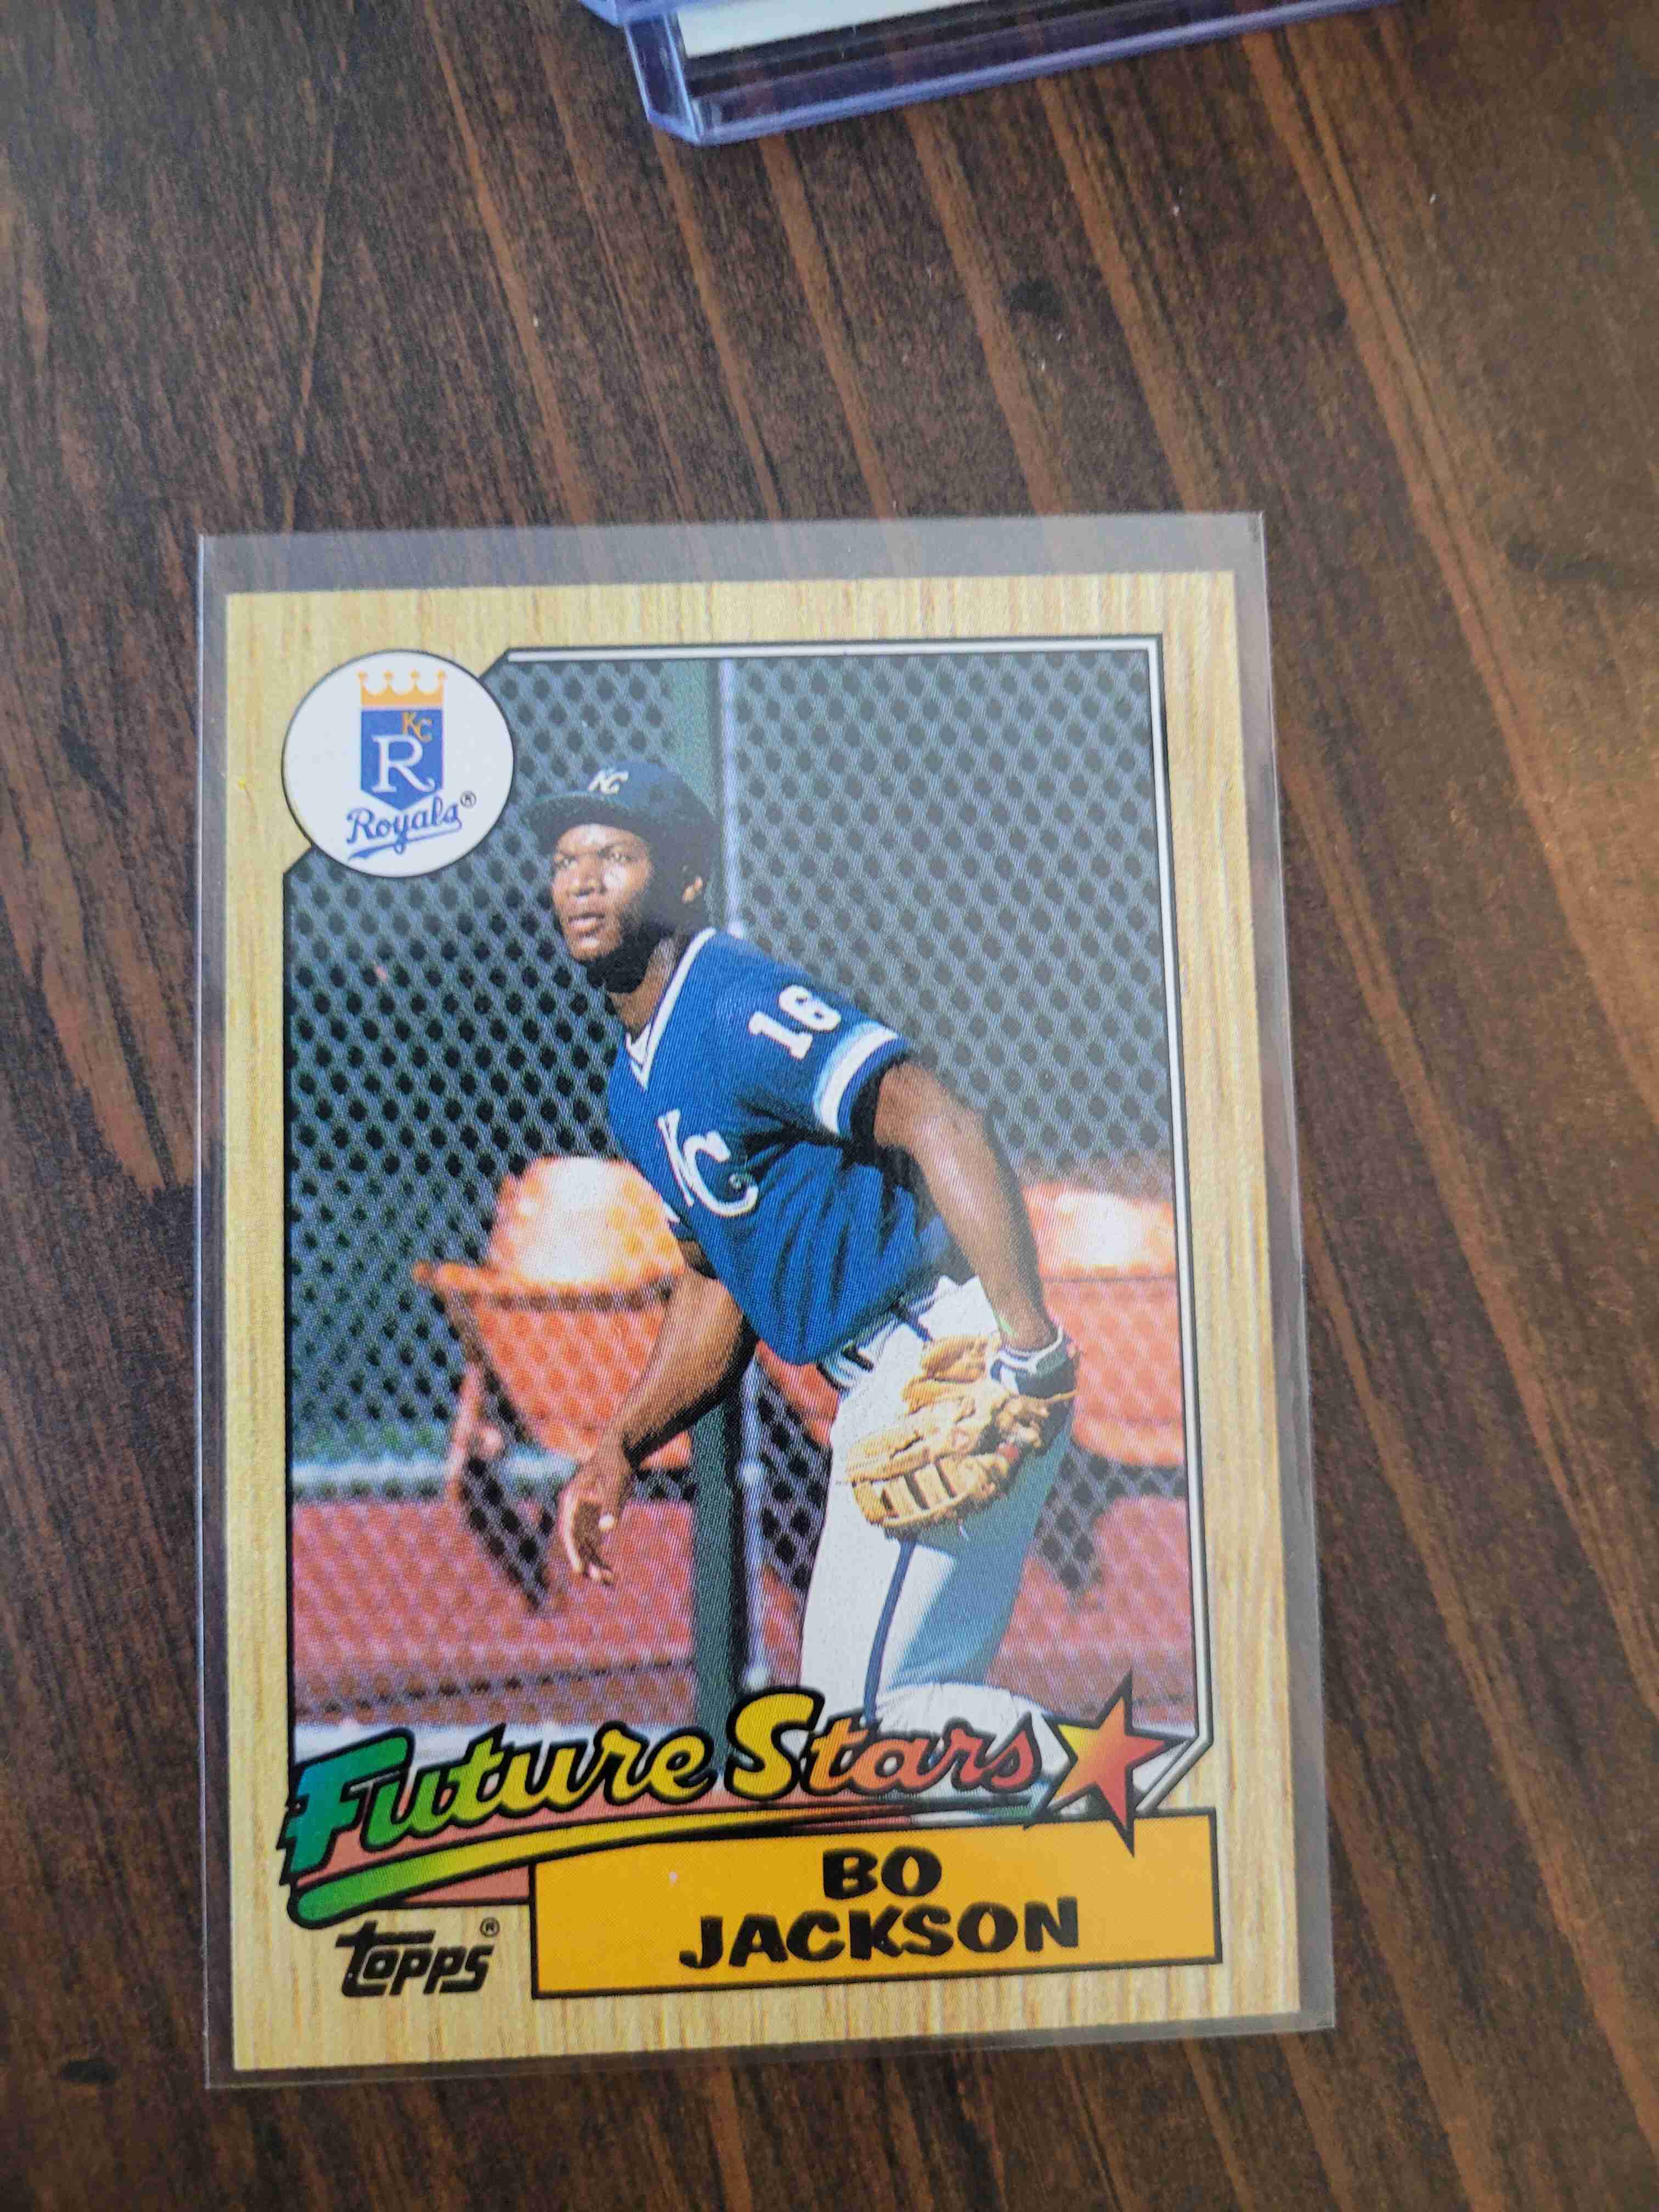 KC
R
Royals®
KC
16
KC
Future Stars
BO
JACKSON
topps®